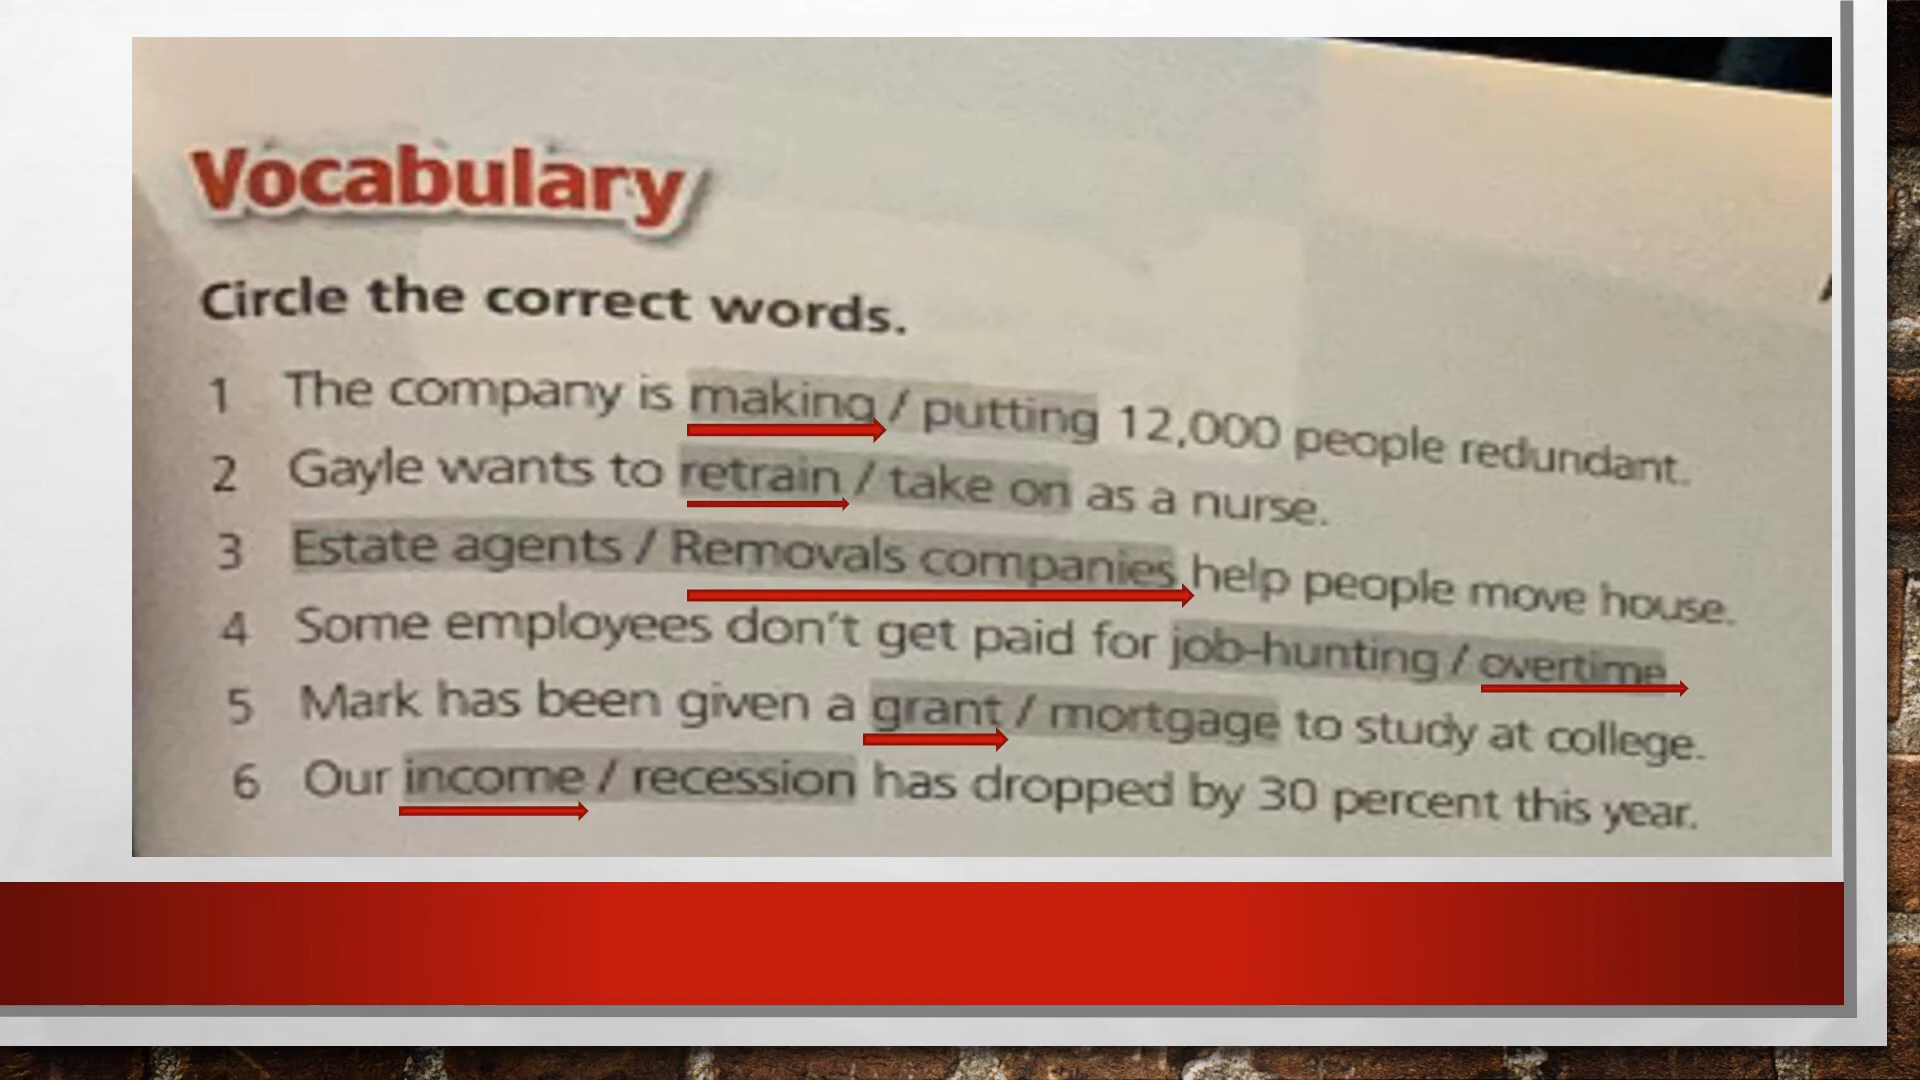 Vocabulary
Circle the correct words.
1 The company is making / putting 12,000 people redundant.
2 Gayle wants to retrain / take on as a nurse.
3 Estate agents / Removals companies help people move house.
4 Some employees don't get paid for job-hunting / overtime
5 Mark has been given a grant / mortgage to study at college.
6 Our income / recession has dropped by 30 percent this year.